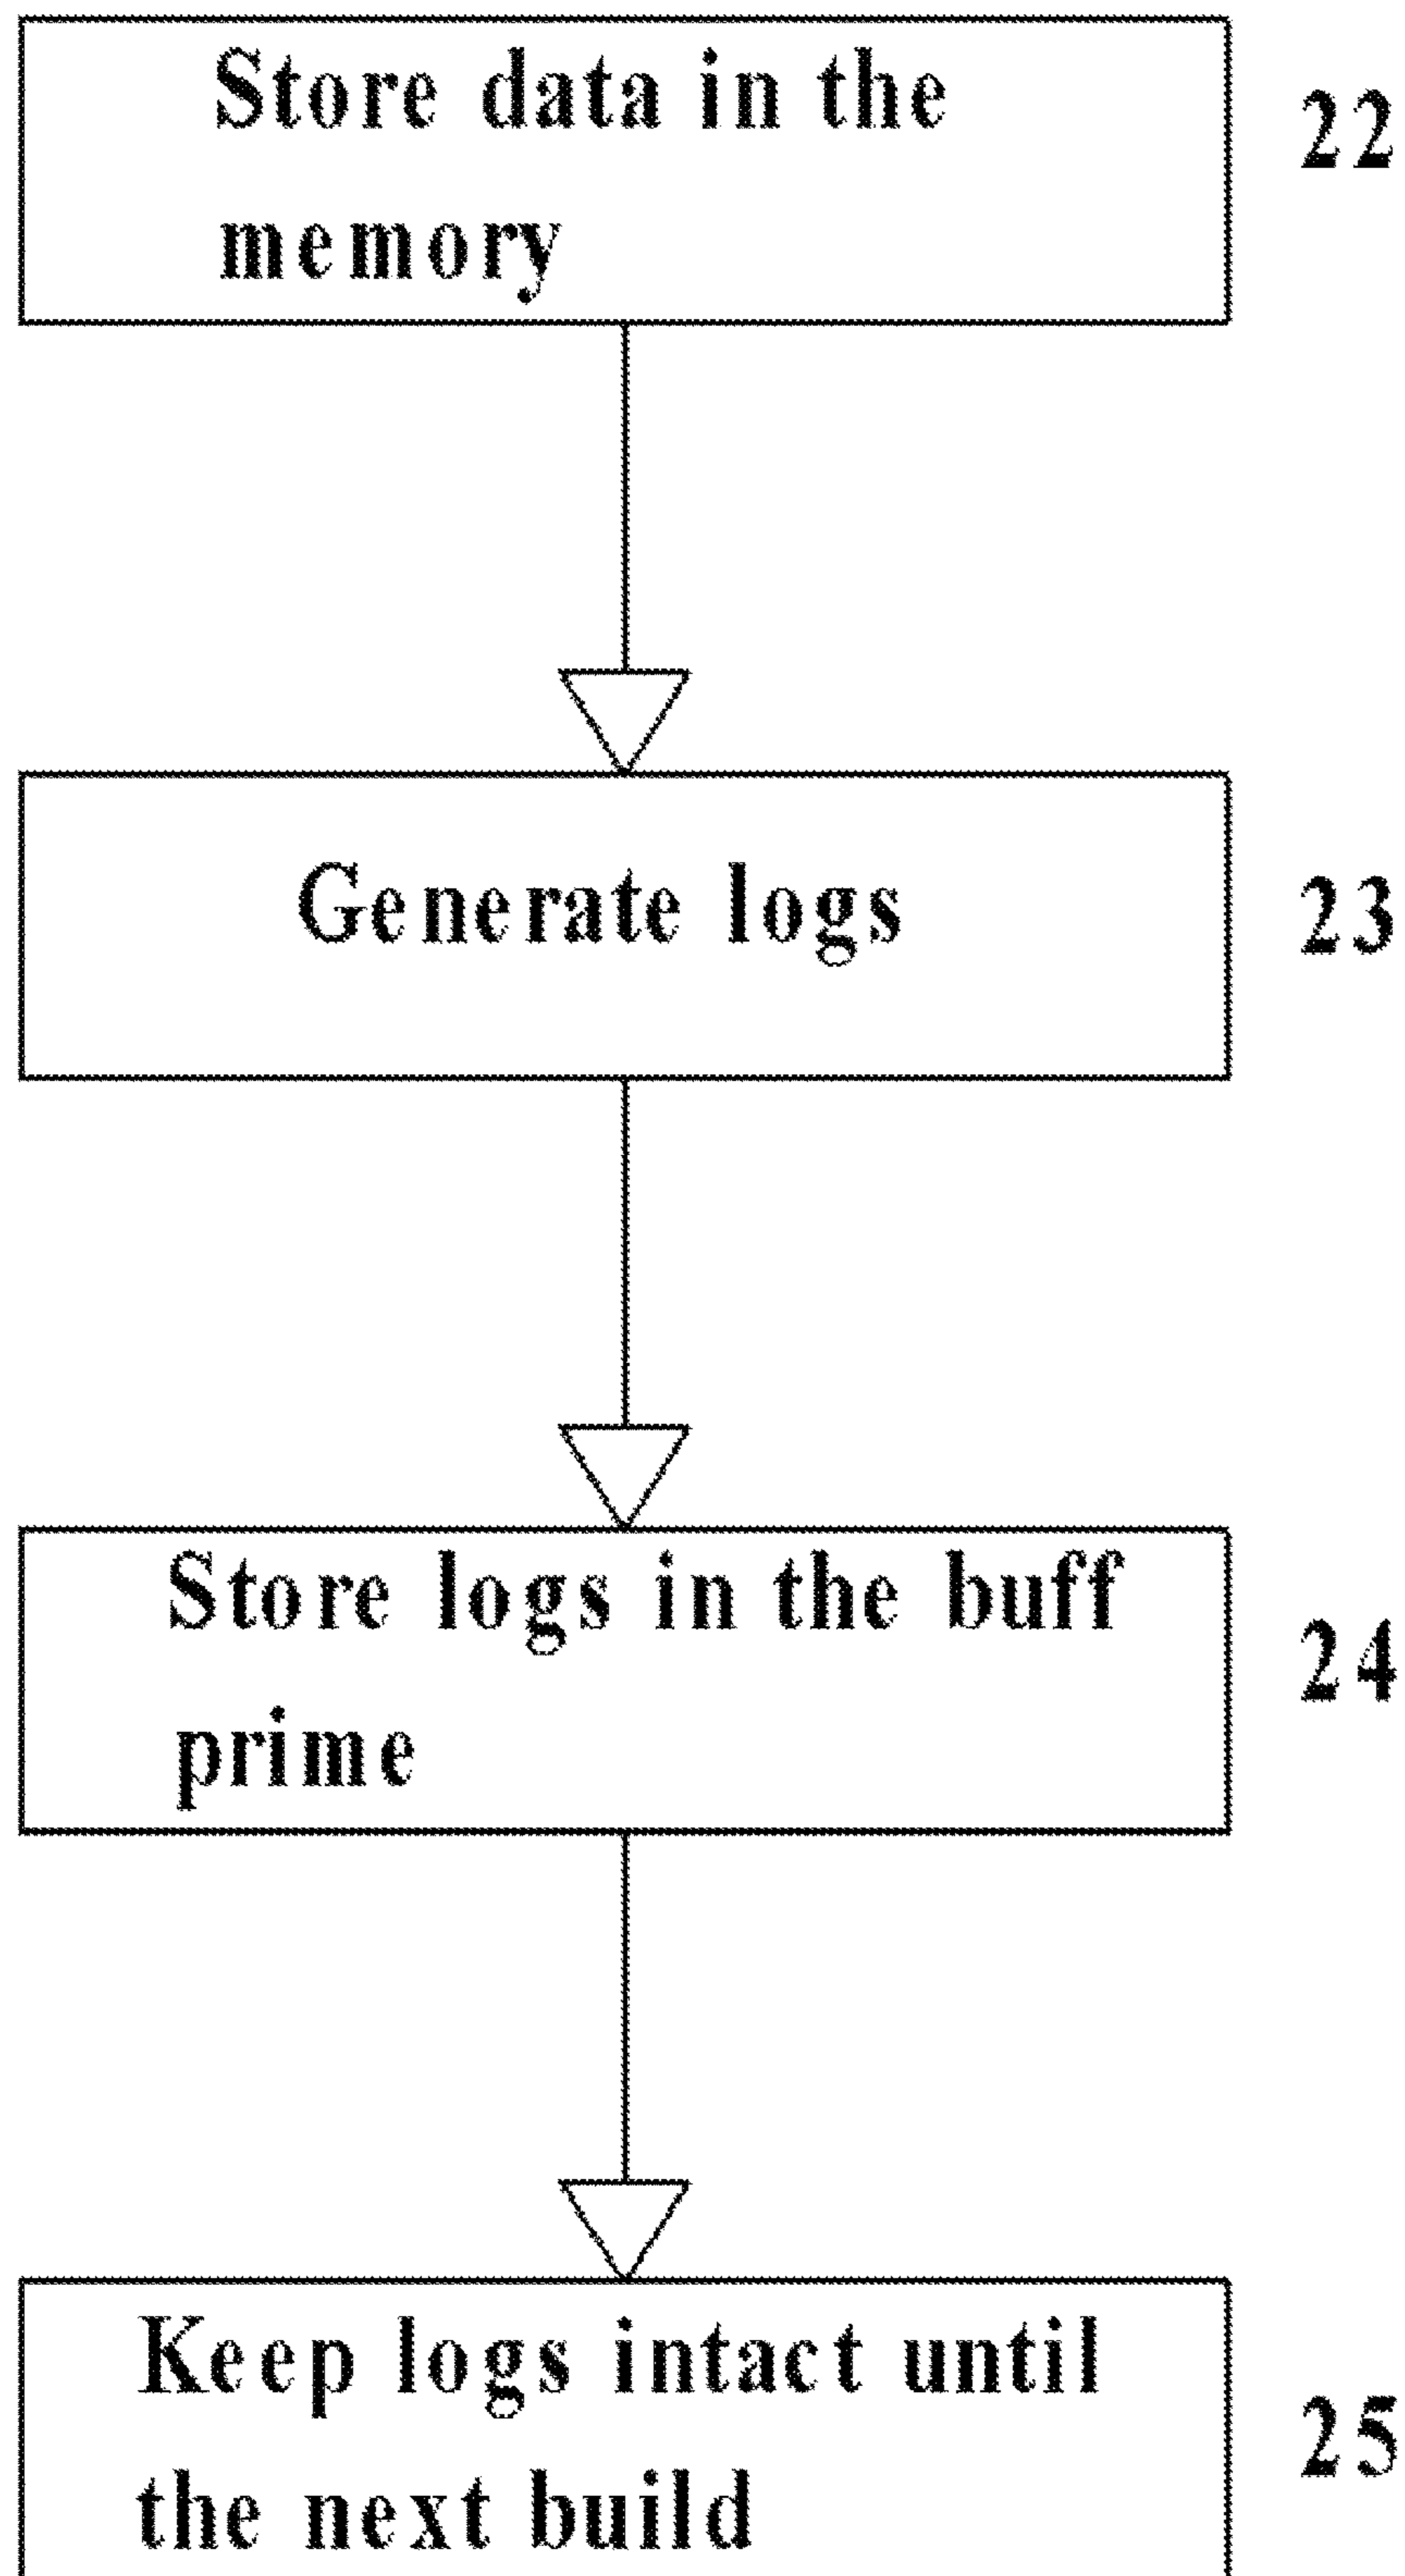 Store data in the
memory
22
Generate logs
23
Store logs in the buff
prime
24
Keep logs intact until
the next build
25